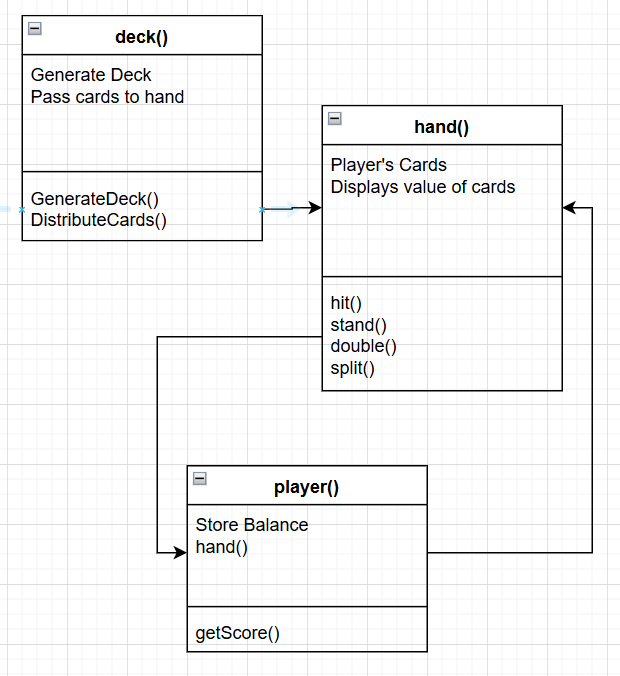 deck()
Generate Deck
Pass cards to hand
GenerateDeck()
DistributeCards()
hand()
Player's Cards
Displays value of cards
hit()
stand()
double()
split()
player()
Store Balance
hand()
getScore()